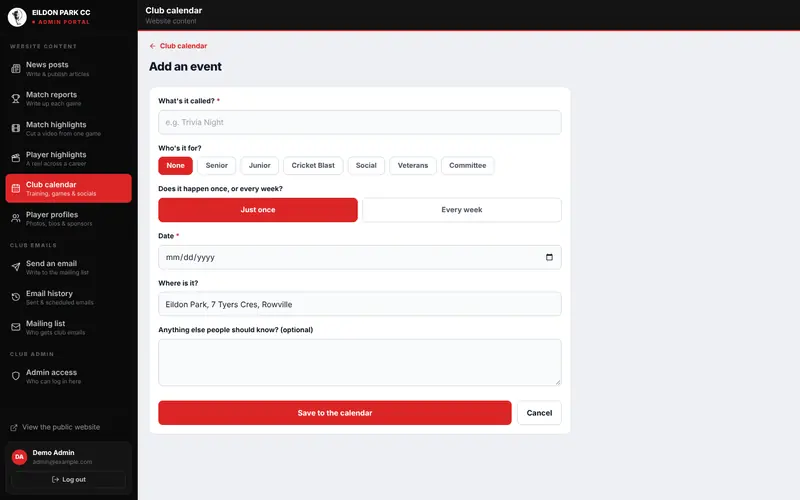 EILDON PARK CC
ADMIN PORTAL
WEBSITE CONTENT
News posts
Write & publish articles
Match reports
Write up each game
Match highlights
Cut a video from one game
Player highlights
A reel across a career
Club calendar
Training, games & socials
Player profiles
Photos, bios & sponsors
CLUB EMAILS
Send an email
Write to the mailing list
Email history
Sent & scheduled emails
Mailing list
Who gets club emails
CLUB ADMIN
Admin access
Who can log in here
View the public website
DA
Demo Admin
admin@example.com
Log out
Club calendar
Website content
← Club calendar
Add an event
What's it called? *
e.g. Trivia Night
Who's it for?
None Senior Junior Cricket Blast Social Veterans Committee
Does it happen once, or every week?
Just once Every week
Date *
mm/dd/yyyy
Where is it?
Eildon Park, 7 Tyers Cres, Rowville
Anything else people should know? (optional)
Save to the calendar Cancel